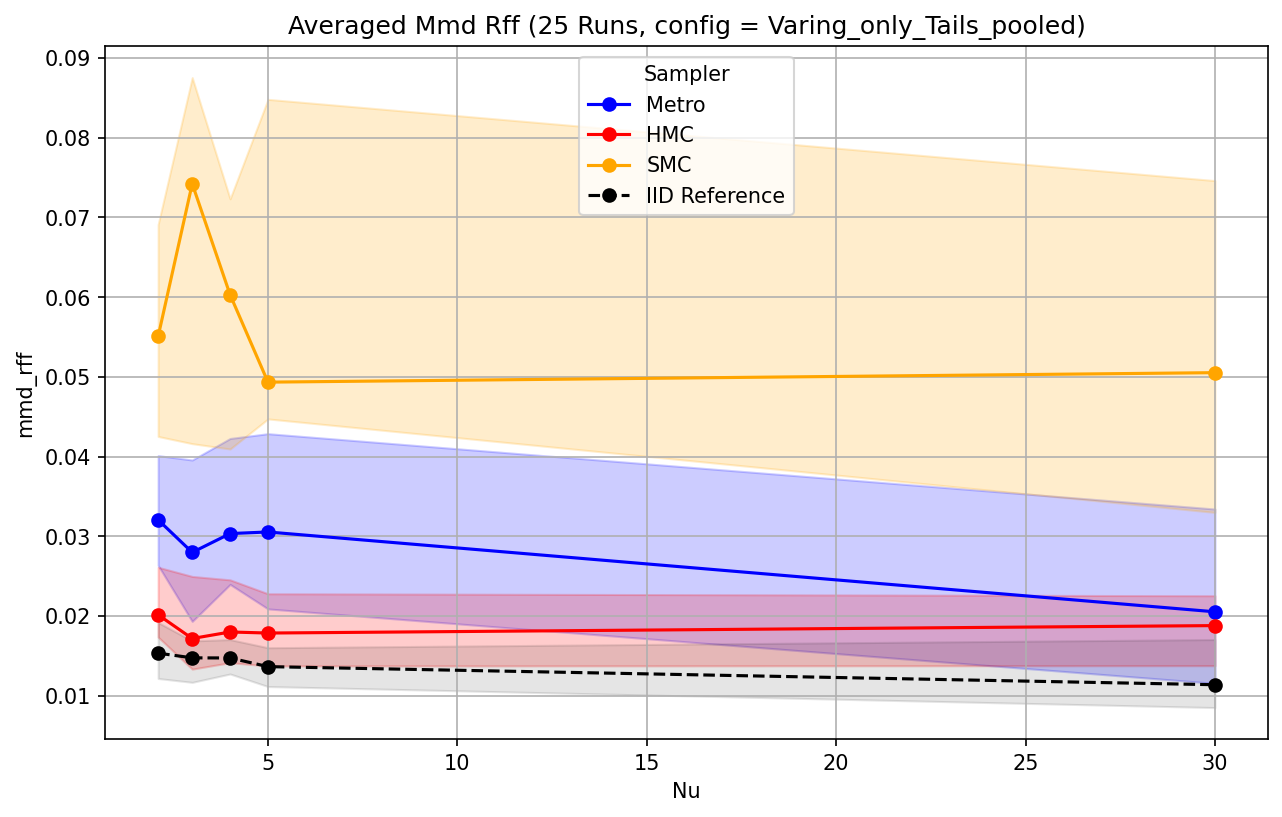 Averaged Mmd Rff (25 Runs, config = Varing_only_Tails_pooled)
Sampler
Metro
HMC
SMC
IID Reference
mmd_rff
0.09
0.08
0.07
0.06
0.05
0.04
0.03
0.02
0.01
5
10
15
20
25
30
Nu